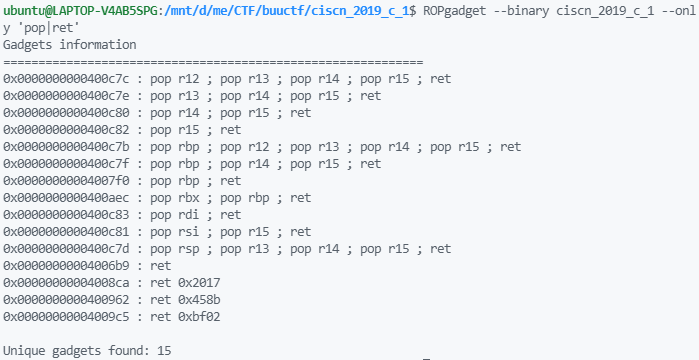 ubuntu@LAPTOP-V4AB5SPG:/mnt/d/me/CTF/buuctf/ciscn_2019_c_1$ ROPgadget --binary ciscn_2019_c_1 --onl
y 'pop|ret'
Gadgets information
============================================================
0x0000000000400c7c : pop r12 ; pop r13 ; pop r14 ; pop r15 ; ret
0x0000000000400c7e : pop r13 ; pop r14 ; pop r15 ; ret
0x0000000000400c80 : pop r14 ; pop r15 ; ret
0x0000000000400c82 : pop r15 ; ret
0x0000000000400c7b : pop rbp ; pop r12 ; pop r13 ; pop r14 ; pop r15 ; ret
0x0000000000400c7f : pop rbp ; pop r14 ; pop r15 ; ret
0x00000000004007f0 : pop rbp ; ret
0x0000000000400aec : pop rbx ; pop rbp ; ret
0x0000000000400c83 : pop rdi ; ret
0x0000000000400c81 : pop rsi ; pop r15 ; ret
0x0000000000400c7d : pop rsp ; pop r13 ; pop r14 ; pop r15 ; ret
0x00000000004006b9 : ret
0x00000000004008ca : ret 0x2017
0x0000000000400962 : ret 0x458b
0x00000000004009c5 : ret 0xbf02

Unique gadgets found: 15